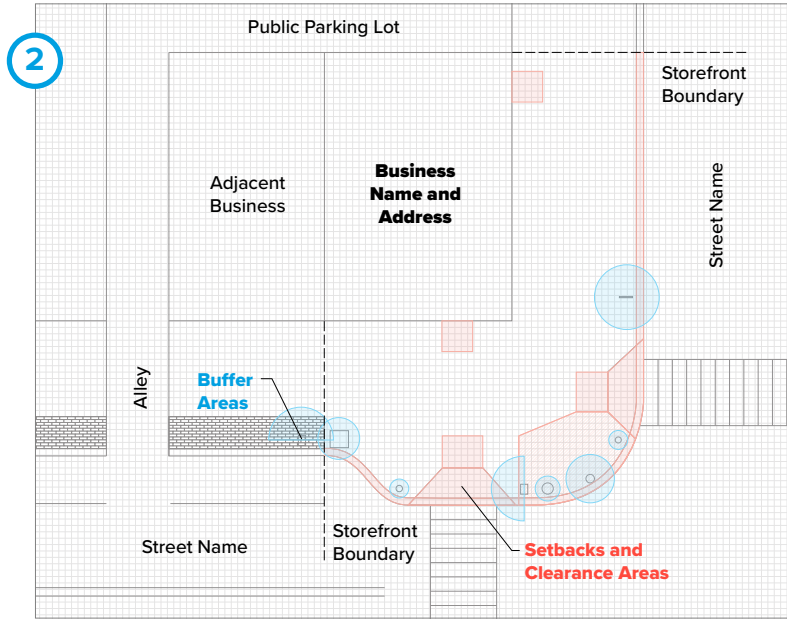 2
Public Parking Lot
Storefront
Boundary
Adjacent
Business
Business
Name and
Address
Street Name
Alley
Buffer
Areas
Street Name
Storefront
Boundary
Setbacks and
Clearance Areas